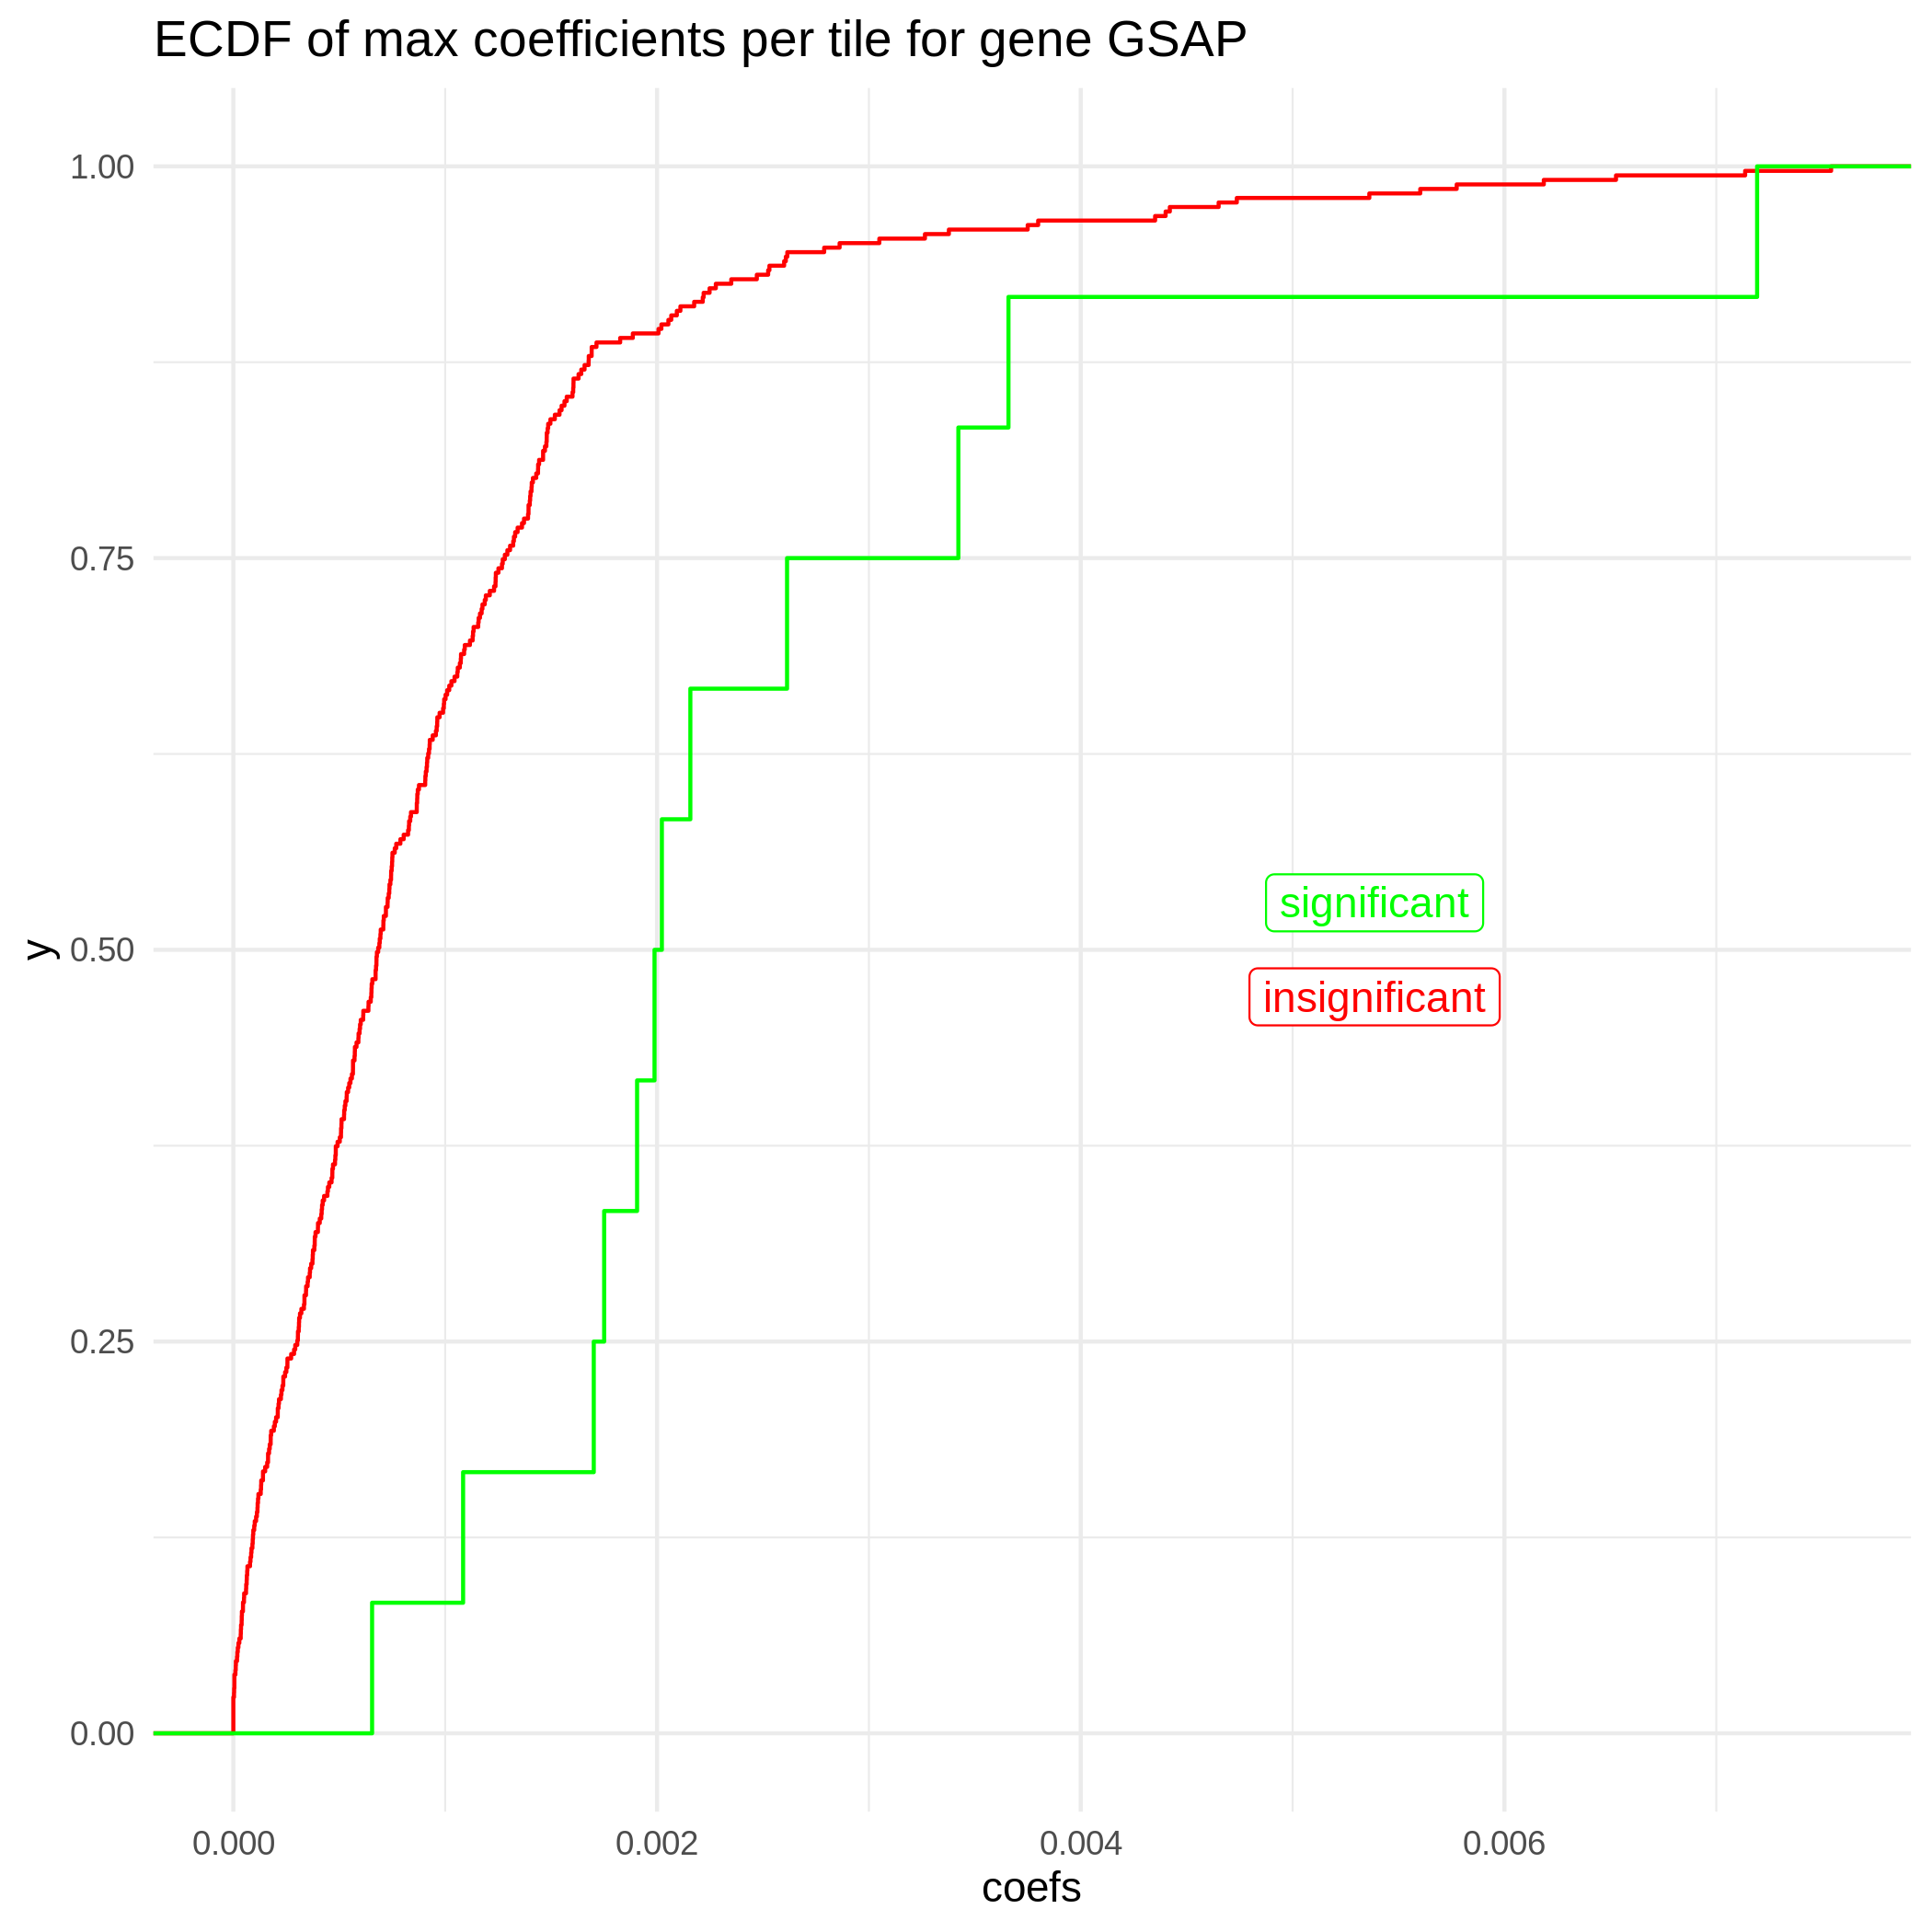 ECDF of max coefficients per tile for gene GSAP
1.00
0.75
0.50
0.25
0.00
y
significant
insignificant
0.000 0.002 0.004 0.006
coefs